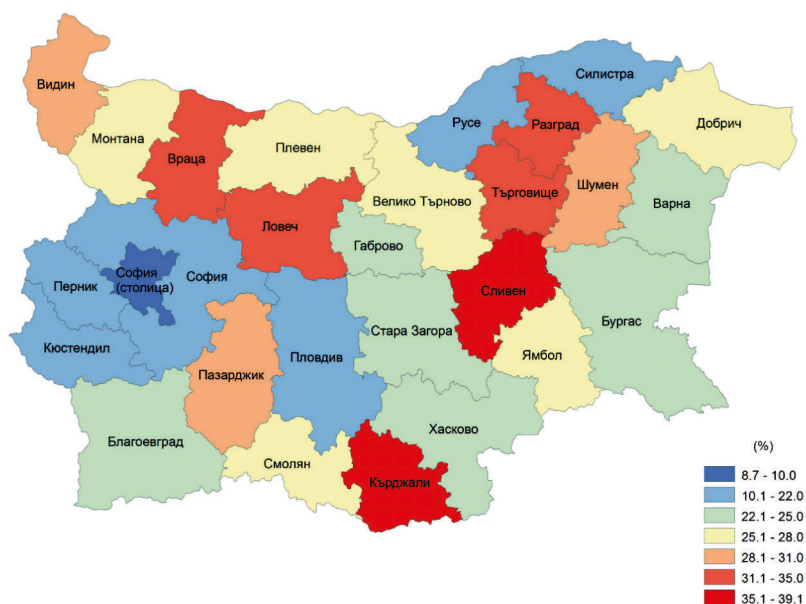 Видин
Монтана
Враца
Плевен
Велико Търново
Русе
Силистра
Разград
Добрич
Търговище
Шумен
Варна
Ловеч
Габрово
София
(столица)
София
Перник
Кюстендил
Пловдив
Пазарджик
Стара Загора
Сливен
Бургас
Ямбол
Благоевград
Смолян
Хасково
Кърджали
(%)
8.7 - 10.0
10.1 - 22.0
22.1 - 25.0
25.1 - 28.0
28.1 - 31.0
31.1 - 35.0
35.1 - 39.1